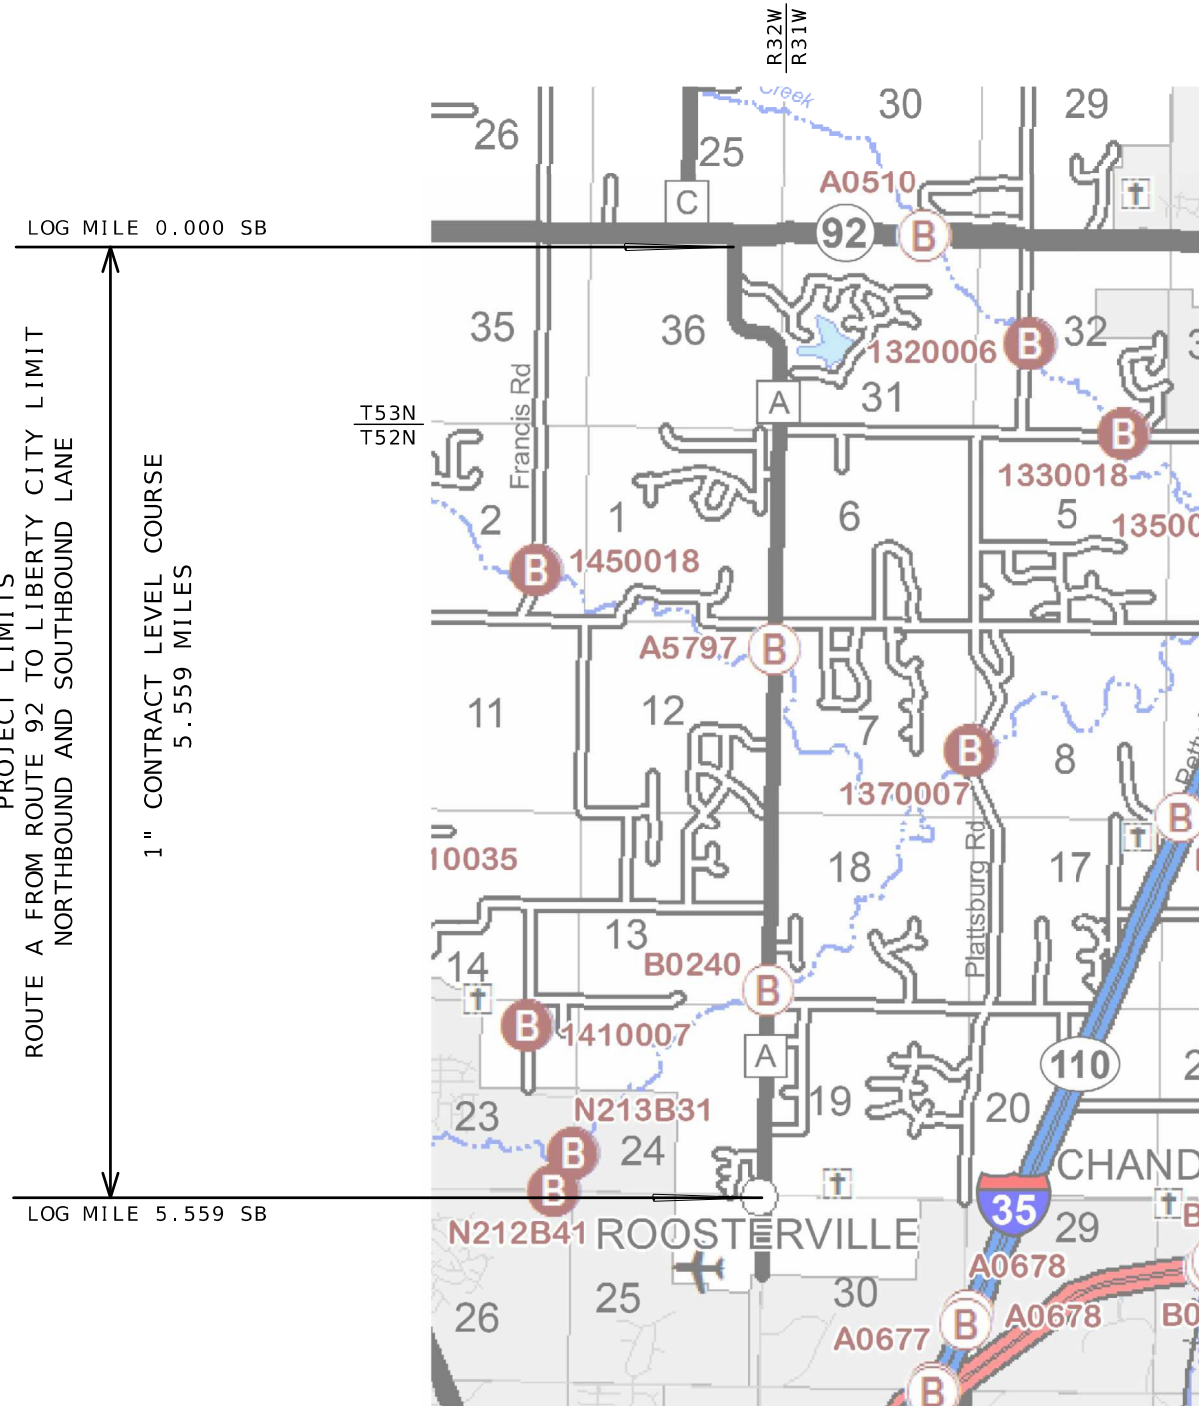 R32W
R31W
Creek
30
29
26
25
A0510
C
LOG MILE 0.000 SB
92
B
35
36
32
B
1320006
A
31
Francis Rd
T53N
T52N
B
1330018
2
1
6
5
1350
B
1450018
A5797
B
11
12
7
8
B
1370007
B
10035
18
17
Plattsburg Rd
13
14
B0240
B
B
1410007
A
110
2
23
N213B31
19
20
B
24
CHAND
B
LOG MILE 5.559 SB
35
N212B41
ROOSTERVILLE
29
B
A0678
25
30
26
B
A0678
B0
A0677
B
PROJECT LIMITS
ROUTE A FROM ROUTE 92 TO LIBERTY CITY LIMIT
NORTHBOUND AND SOUTHBOUND LANE
1" CONTRACT LEVEL COURSE
5.559 MILES